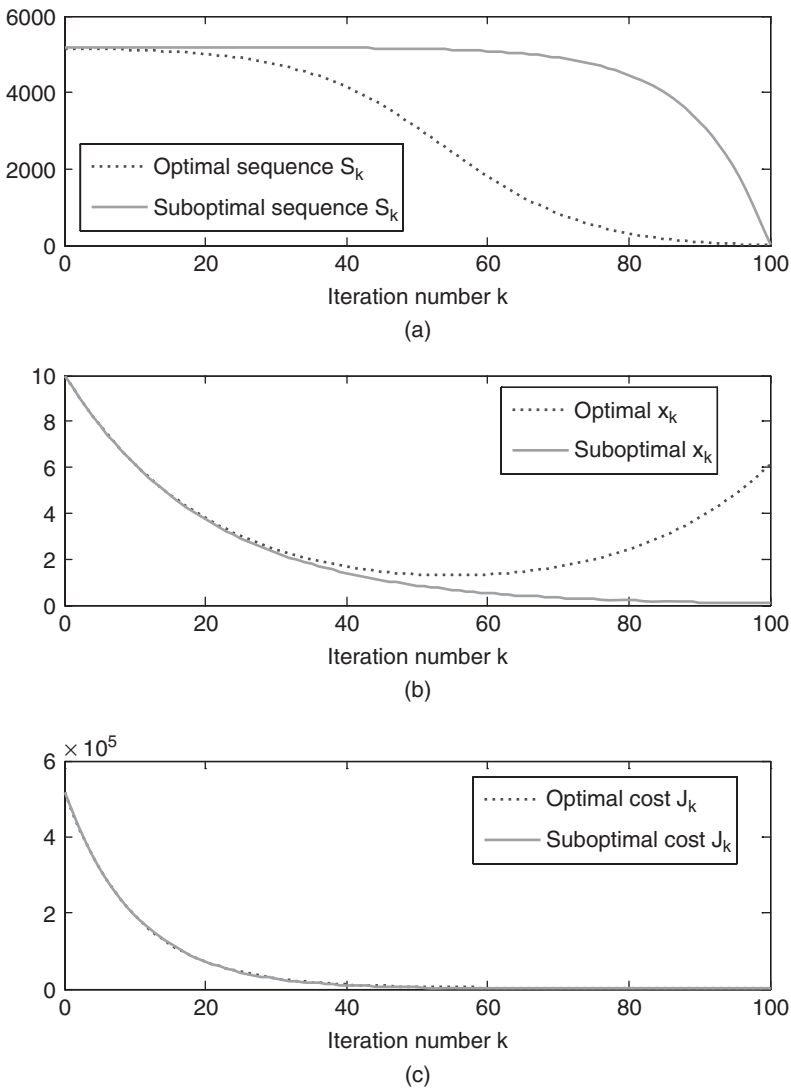 6000
4000
2000
0
Optimal sequence S_k
Suboptimal sequence S_k
0 20 40 60 80 100
Iteration number k
(a)
10
8
6
4
2
0
Optimal x_k
Suboptimal x_k
0 20 40 60 80 100
Iteration number k
(b)
× 10^5
6
4
2
0
Optimal cost J_k
Suboptimal cost J_k
0 20 40 60 80 100
Iteration number k
(c)